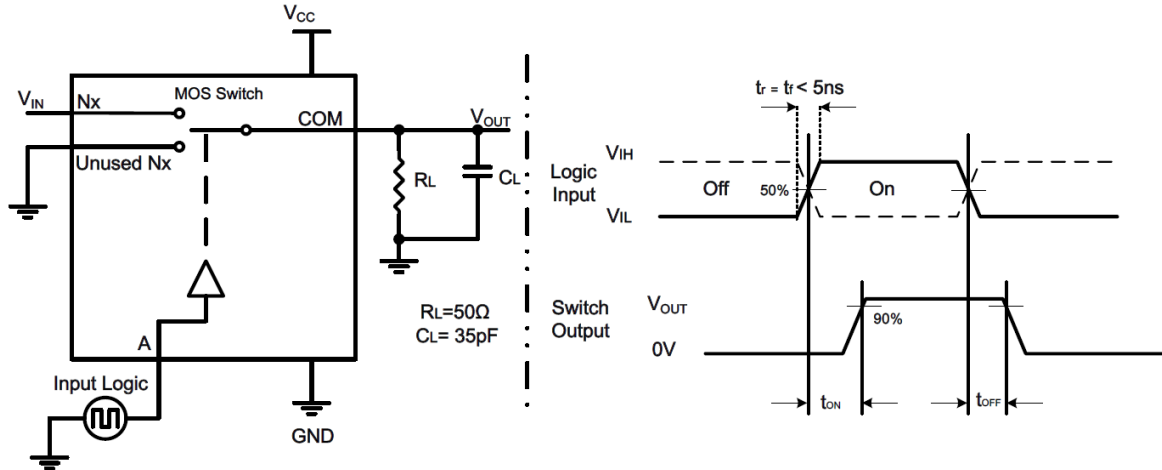 VCC
MOS Switch
VIN
Nx
COM
VOUT
Unused Nx
RL
CL
A
RL=50Ω
CL= 35pF
Input Logic
GND
tr = tf < 5ns
Logic
Input
VIH
Off
50%
On
VIL
Switch
Output
VOUT
90%
0V
tON
tOFF